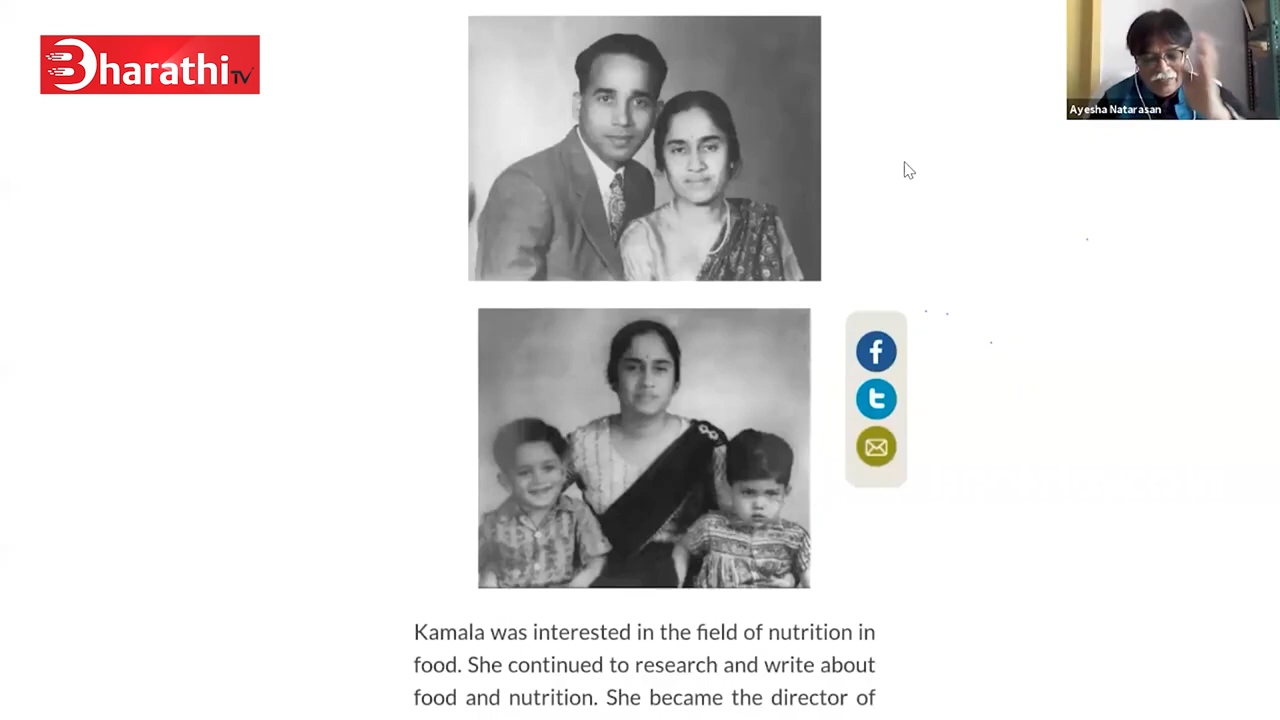 Bharathi TV
Ayesha Natarasan
Kamala was interested in the field of nutrition in
food. She continued to research and write about
food and nutrition. She became the director of